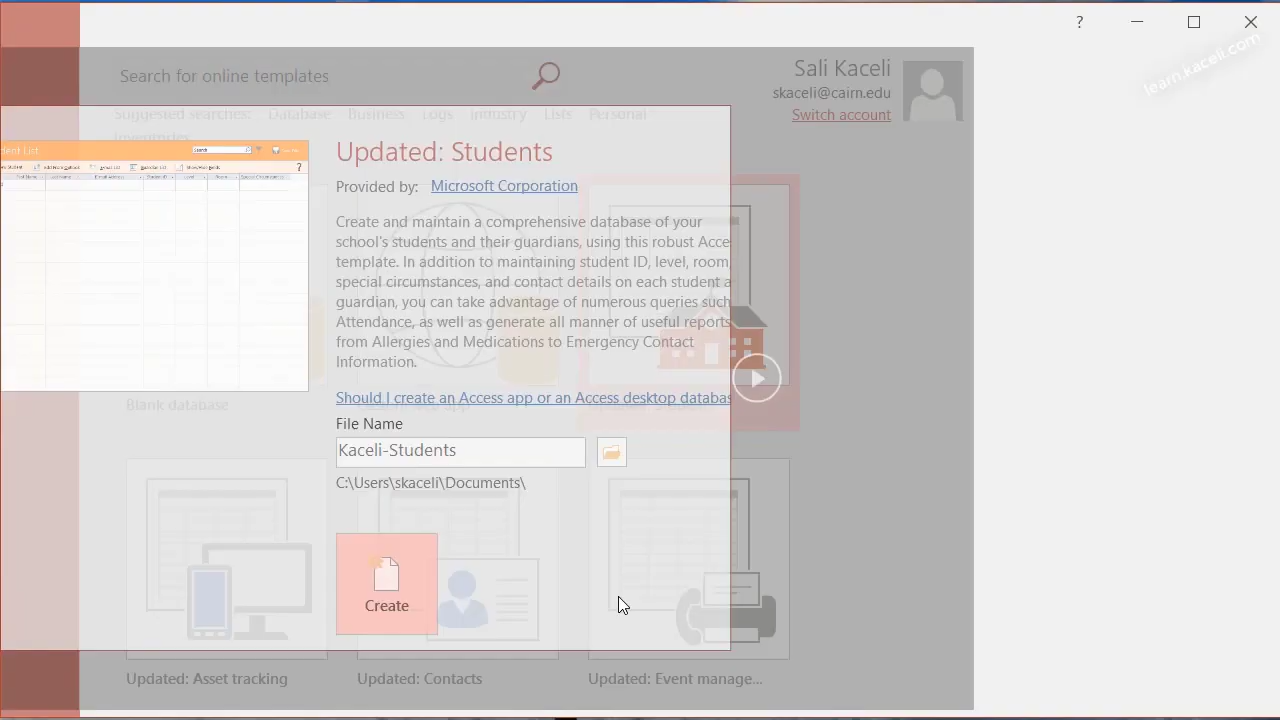 ?
learn.kaceli.com
Search for online templates
Sali Kaceli
skaceli@cairn.edu
Switch account
Suggested searches: Database Business Logs Industry Lists Personal
Inventories
dent List
Search
Updated: Students
Provided by: Microsoft Corporation
Create and maintain a comprehensive database of your
school's students and their guardians, using this robust Acce
template. In addition to maintaining student ID, level, room,
special circumstances, and contact details on each student a
guardian, you can take advantage of numerous queries such
Attendance, as well as generate all manner of useful reports
from Allergies and Medications to Emergency Contact
Information.
Should I create an Access app or an Access desktop databas
Blank database
File Name
Kaceli-Students
C:\Users\skaceli\Documents\
Create
Updated: Asset tracking
Updated: Contacts
Updated: Event manage...